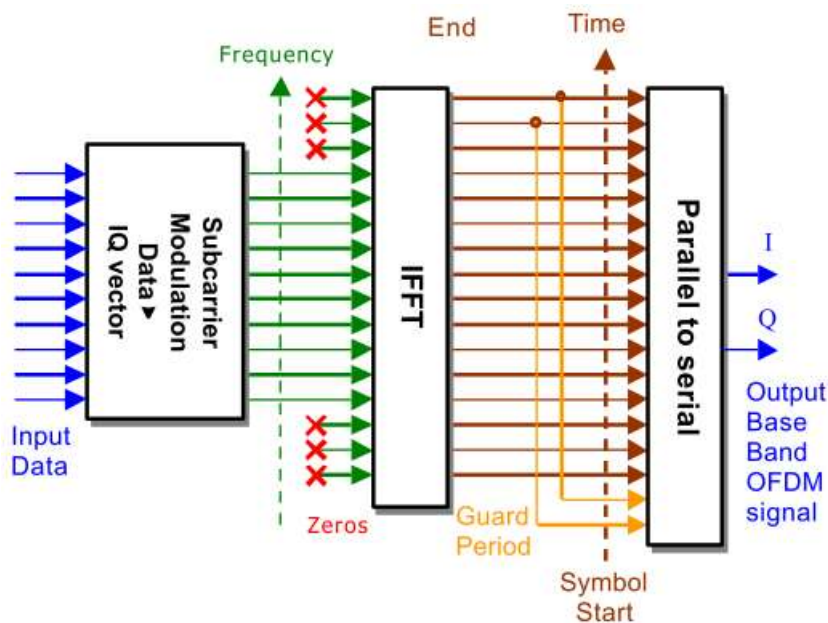 End
Time
Frequency
Subcarrier
Modulation
Data ▶
IQ vector
IFFT
Parallel to serial
I
Q
Input
Data
Output
Base
Band
OFDM
signal
Zeros
Guard
Period
Symbol
Start